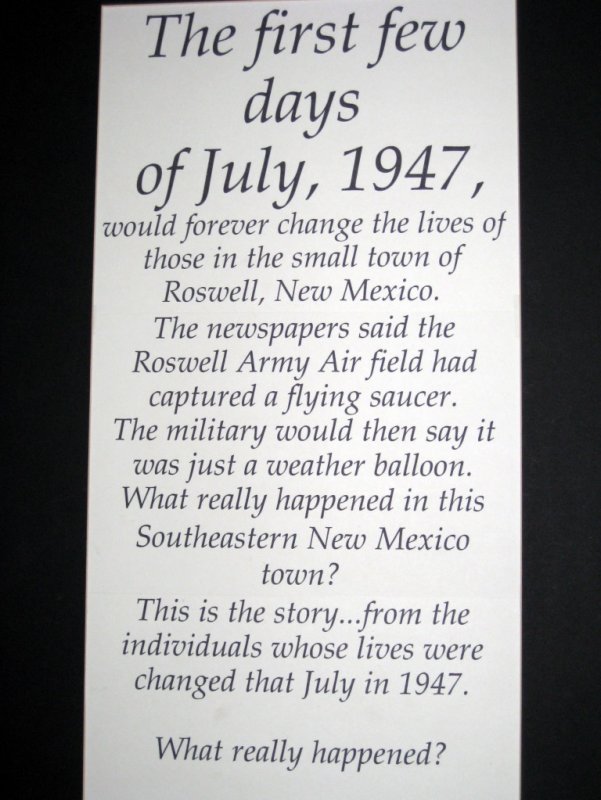 The first few
days
of July, 1947,
would forever change the lives of
those in the small town of
Roswell, New Mexico.
The newspapers said the
Roswell Army Air field had
captured a flying saucer.
The military would then say it
was just a weather balloon.
What really happened in this
Southeastern New Mexico
town?
This is the story...from the
individuals whose lives were
changed that July in 1947.
What really happened?